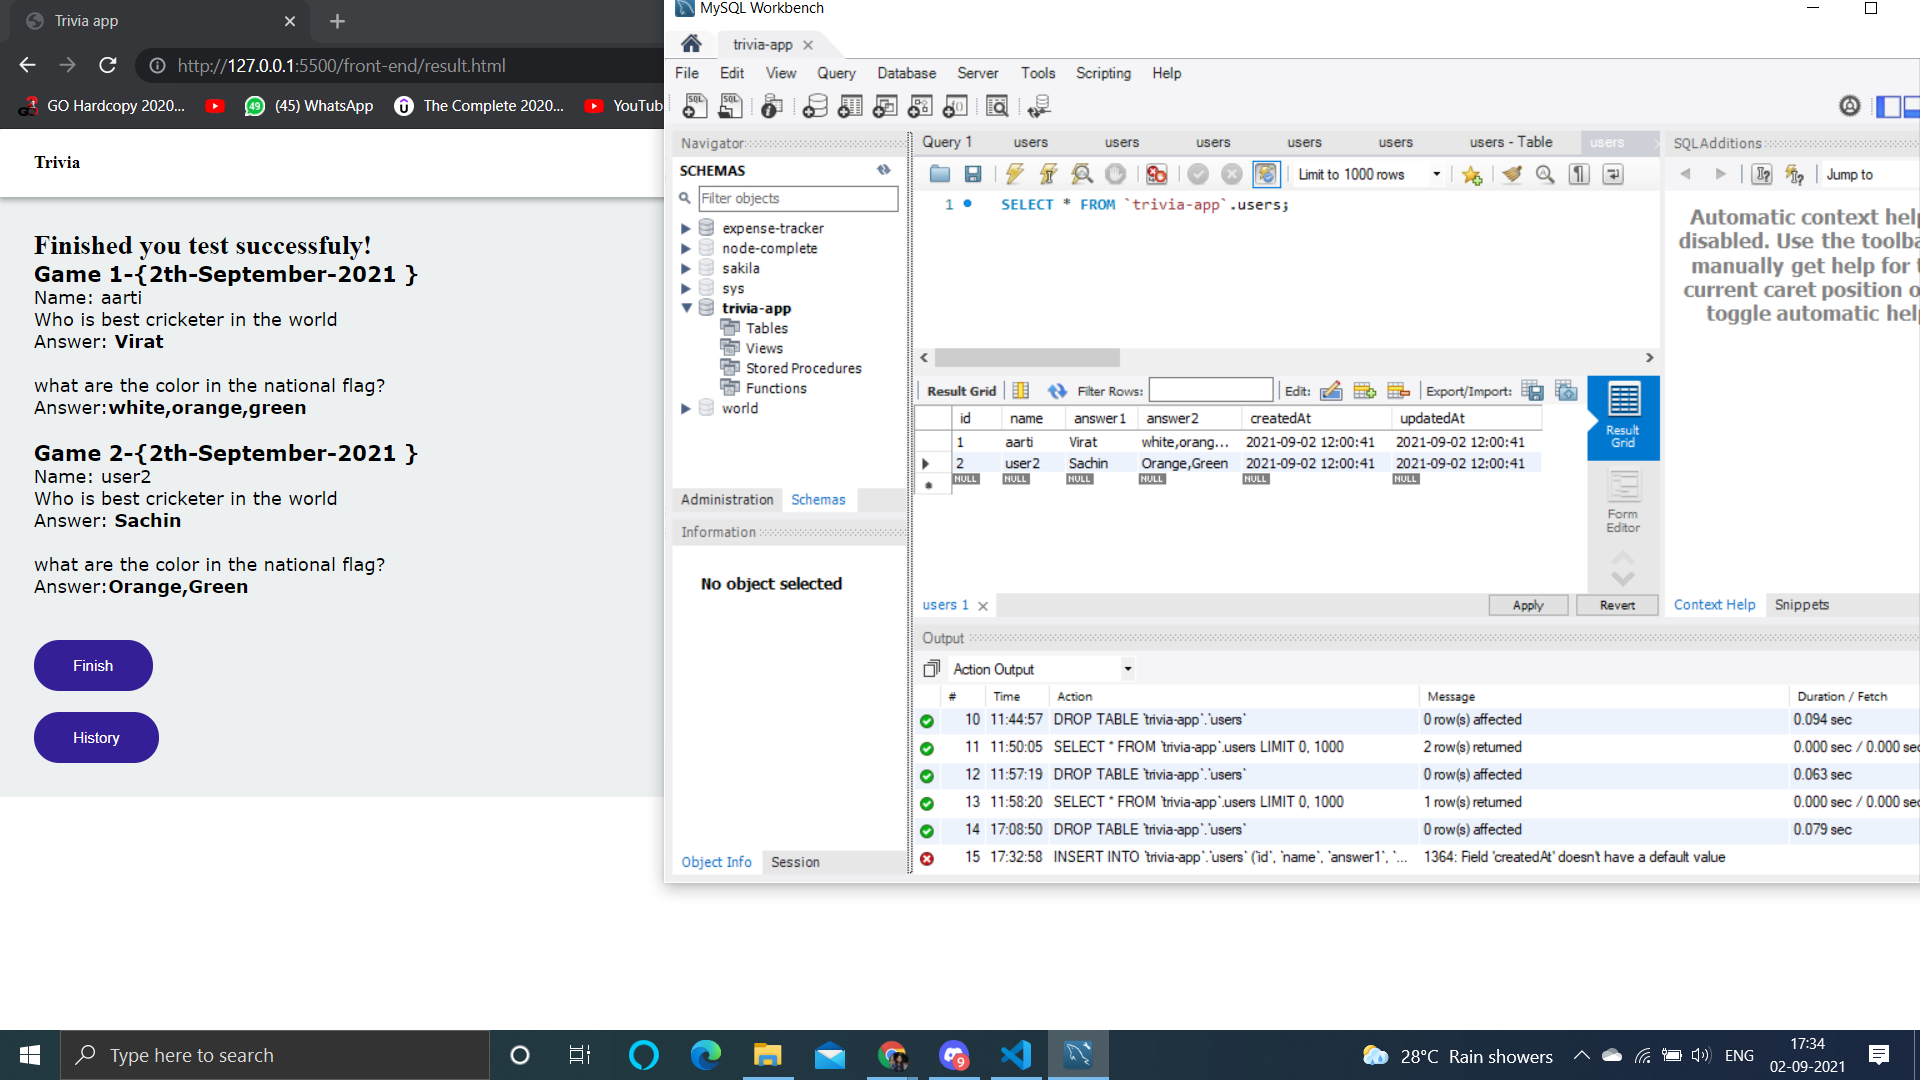 Trivia app
http://127.0.0.1:5500/front-end/result.html
GO Hardcopy 2020...
(45) WhatsApp
The Complete 2020...
YouTub
Trivia
Finished you test successfuly!
Game 1-{2th-September-2021 }
Name: aarti
Who is best cricketer in the world
Answer: Virat
what are the color in the national flag?
Answer:white,orange,green
Game 2-{2th-September-2021 }
Name: user2
Who is best cricketer in the world
Answer: Sachin
what are the color in the national flag?
Answer:Orange,Green
Finish
History
MySQL Workbench
trivia-app
File Edit View Query Database Server Tools Scripting Help
Navigator
SCHEMAS
Filter objects
expense-tracker
node-complete
sakila
sys
trivia-app
Tables
Views
Stored Procedures
Functions
world
Administration Schemas
Information
No object selected
Object Info Session
Query 1 users users users users users users - Table users
Limit to 1000 rows
1 SELECT * FROM `trivia-app`.users;
Result Grid Filter Rows: Edit: Export/Import:
id name answer1 answer2 createdAt updatedAt
1 aarti Virat white,orang... 2021-09-02 12:00:41 2021-09-02 12:00:41
2 user2 Sachin Orange,Green 2021-09-02 12:00:41 2021-09-02 12:00:41
NULL NULL NULL NULL NULL NULL
Result
Grid
Form
Editor
users 1 Apply Revert
SQLAdditions
Jump to
Automatic context help
disabled. Use the toolba
manually get help for t
current caret position o
toggle automatic help
Context Help Snippets
Output
Action Output
# Time Action Message Duration / Fetch
10 11:44:57 DROP TABLE `trivia-app`.`users` 0 row(s) affected 0.094 sec
11 11:50:05 SELECT * FROM `trivia-app`.users LIMIT 0, 1000 2 row(s) returned 0.000 sec / 0.000 sec
12 11:57:19 DROP TABLE `trivia-app`.`users` 0 row(s) affected 0.063 sec
13 11:58:20 SELECT * FROM `trivia-app`.users LIMIT 0, 1000 1 row(s) returned 0.000 sec / 0.000 sec
14 17:08:50 DROP TABLE `trivia-app`.`users` 0 row(s) affected 0.079 sec
15 17:32:58 INSERT INTO `trivia-app`.`users` (`id`, `name`, `answer1`, `... 1364: Field 'createdAt' doesn't have a default value
Type here to search
9
28°C Rain showers
ENG
17:34
02-09-2021